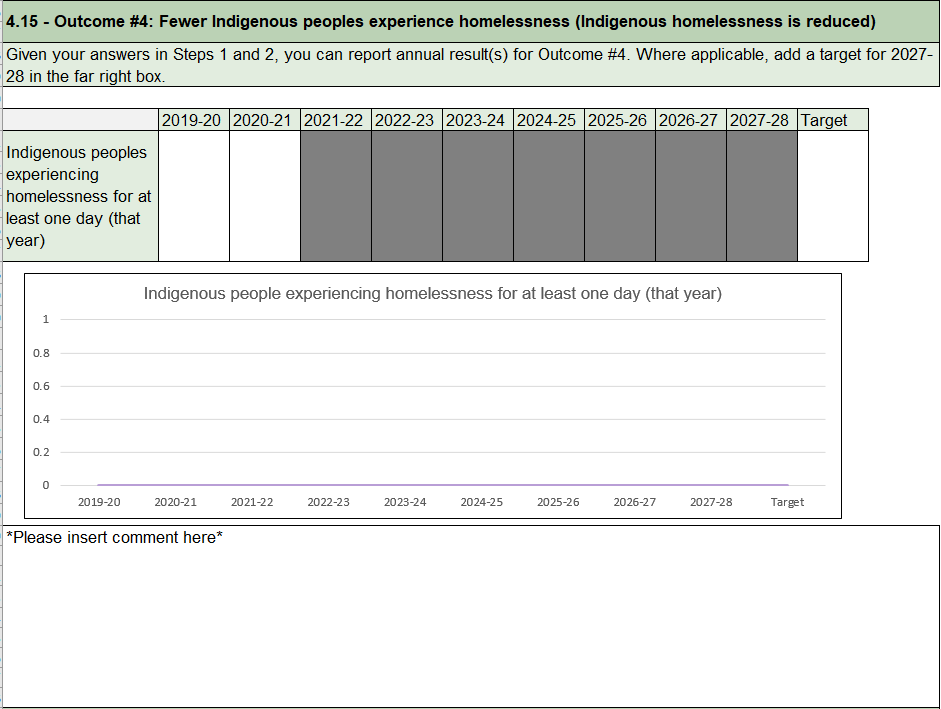 4.15 - Outcome #4: Fewer Indigenous peoples experience homelessness (Indigenous homelessness is reduced)
Given your answers in Steps 1 and 2, you can report annual result(s) for Outcome #4. Where applicable, add a target for 2027-
28 in the far right box.
2019-20 2020-21 2021-22 2022-23 2023-24 2024-25 2025-26 2026-27 2027-28 Target
Indigenous peoples
experiencing
homelessness for at
least one day (that
year)
Indigenous people experiencing homelessness for at least one day (that year)
1
0.8
0.6
0.4
0.2
0
2019-20 2020-21 2021-22 2022-23 2023-24 2024-25 2025-26 2026-27 2027-28 Target
*Please insert comment here*